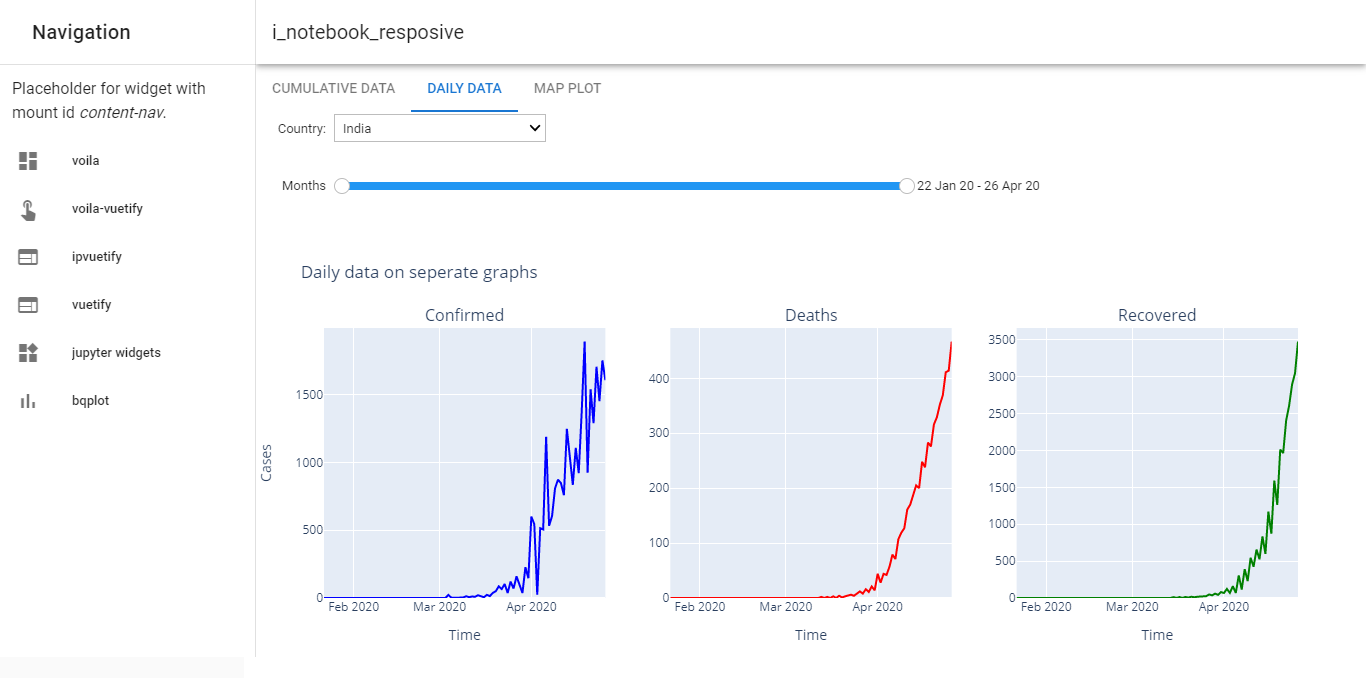 Navigation
i_notebook_resposive
Placeholder for widget with
mount id content-nav.
voila
voila-vuetify
ipvuetify
vuetify
jupyter widgets
bqplot
CUMULATIVE DATA DAILY DATA MAP PLOT
Country: India
Months 22 Jan 20 - 26 Apr 20
Daily data on seperate graphs
Confirmed
Cases
1500
1000
500
0
Feb 2020 Mar 2020 Apr 2020
Time
Deaths
400
300
200
100
0
Feb 2020 Mar 2020 Apr 2020
Time
Recovered
3500
3000
2500
2000
1500
1000
500
0
Feb 2020 Mar 2020 Apr 2020
Time